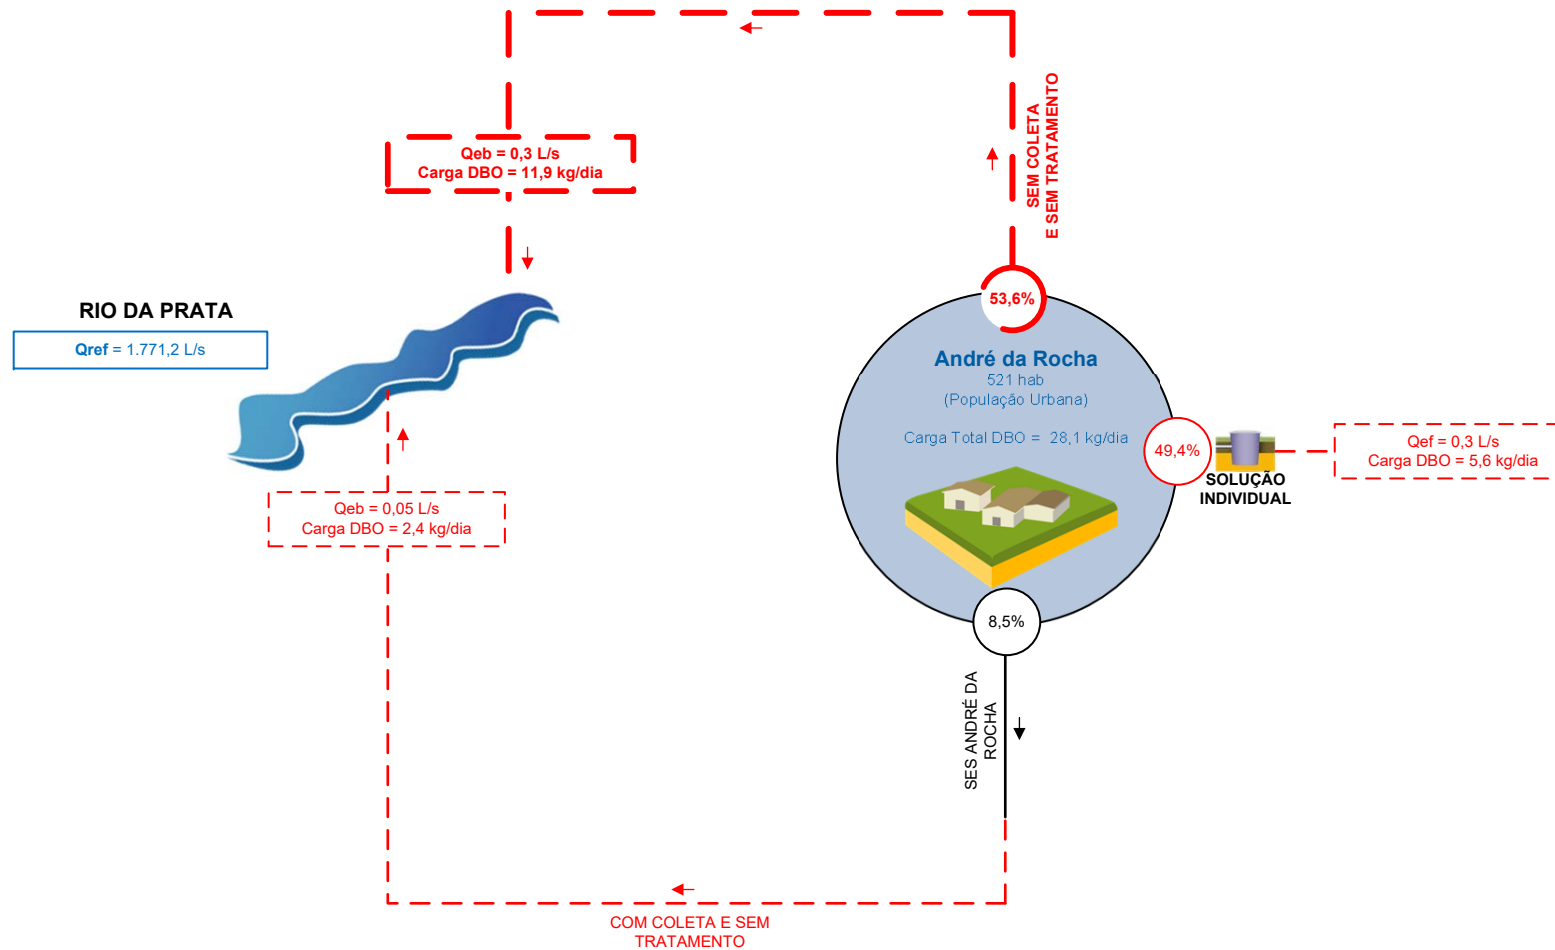 Qeb = 0,3 L/s
Carga DBO = 11,9 kg/dia
SEM COLETA
E SEM TRATAMENTO
RIO DA PRATA
Qref = 1.771,2 L/s
53,6%
André da Rocha
521 hab
(População Urbana)
Carga Total DBO = 28,1 kg/dia
49,4%
SOLUÇÃO
INDIVIDUAL
Qef = 0,3 L/s
Carga DBO = 5,6 kg/dia
Qeb = 0,05 L/s
Carga DBO = 2,4 kg/dia
8,5%
SES ANDRÉ DA
ROCHA
COM COLETA E SEM
TRATAMENTO